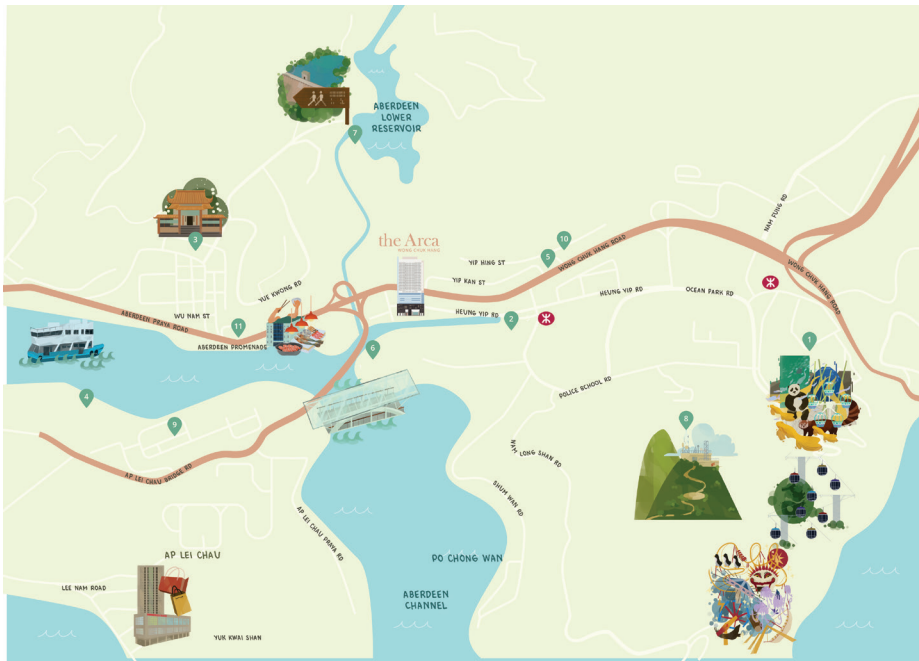 ABERDEEN
LOWER
RESERVOIR
7
3
the Arca
WONG CHUK HANG
NAM FUNG RD
10
5
YIP HING ST
WONG CHUK HANG ROAD
WONG CHUK HANG ROAD
YIP KAN ST
YUE KWONG RD
HEUNG YIP RD
OCEAN PARK RD
WU NAM ST
HEUNG YIP RD
2
ABERDEEN PRAYA ROAD
11
ABERDEEN PROMENADE
6
1
POLICE SCHOOL RD
4
9
8
NAM LONG SHAN RD
AP LEI CHAU BRIDGE RD
SHUM WAN RD
AP LEI CHAU PRAYA RD
AP LEI CHAU
PO CHONG WAN
LEE NAM ROAD
ABERDEEN
CHANNEL
YUK KWAI SHAN